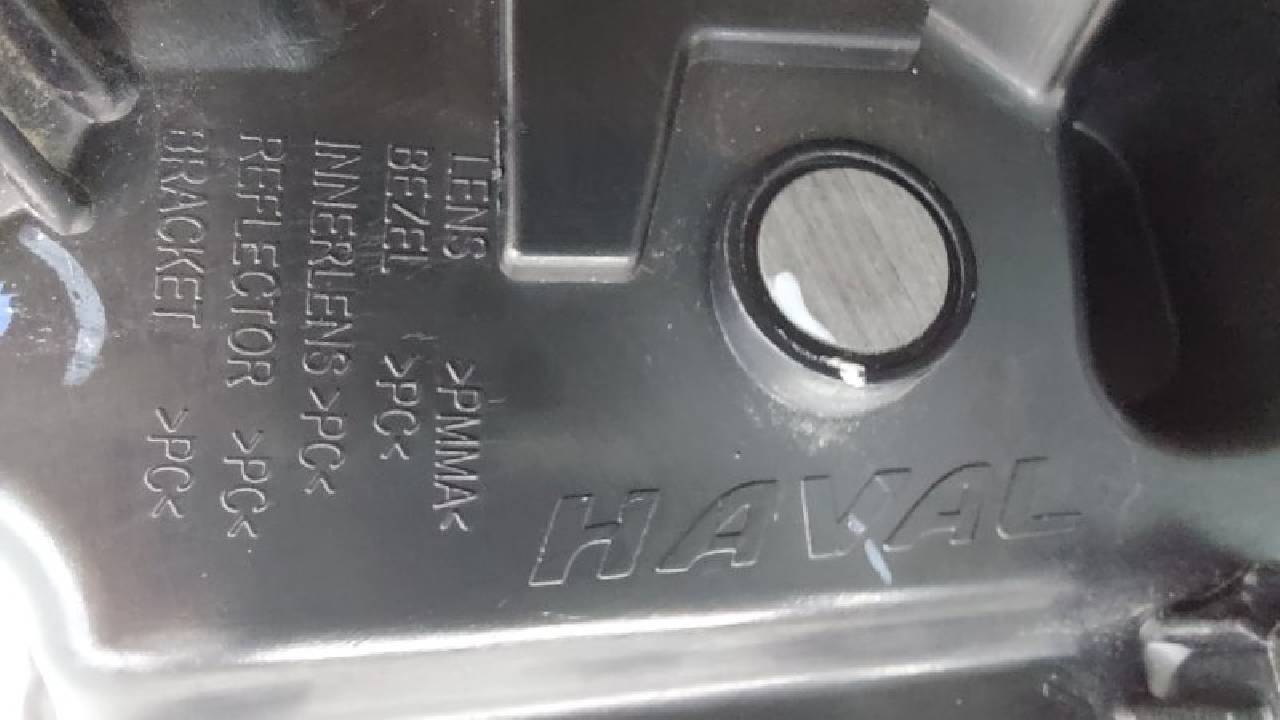 LENS >PMMA<
BEZEL >PC<
INNERLENS >PC<
REFLECTOR >PC<
BRACKET >PC<
HAVAL